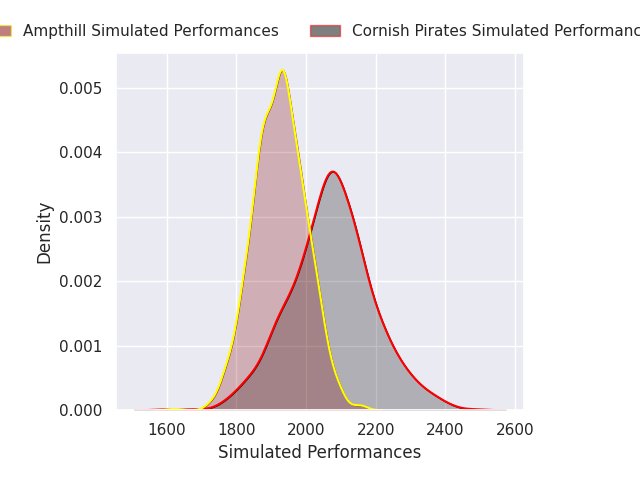 Ampthill Simulated Performances
Cornish Pirates Simulated Performanc
0.005
0.004
0.003
0.002
0.001
0.000
Density
1600 1800 2000 2200 2400 2600
Simulated Performances